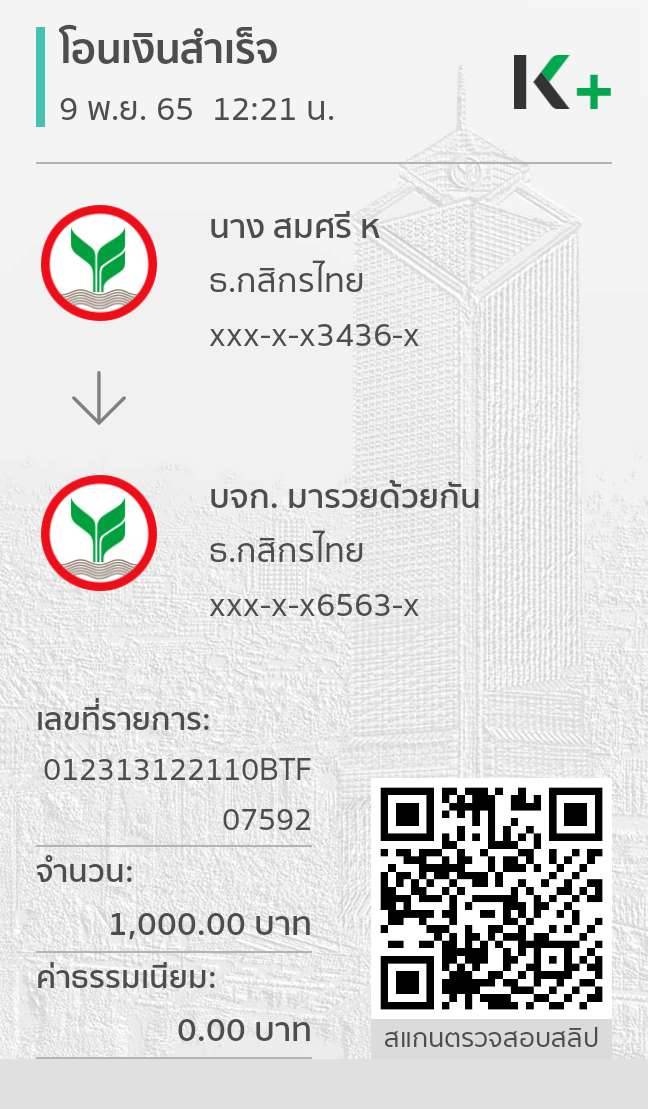 โอนเงินสำเร็จ
9 พ.ย. 65 12:21 น.
K+
นาง สมศรี ห
ธ.กสิกรไทย
xxx-x-x3436-x
บจก. มารวยด้วยกัน
ธ.กสิกรไทย
xxx-x-x6563-x
เลขที่รายการ:
012313122110BTF
07592
จำนวน:
1,000.00 บาท
ค่าธรรมเนียม:
0.00 บาท
สแกนตรวจสอบสลิป